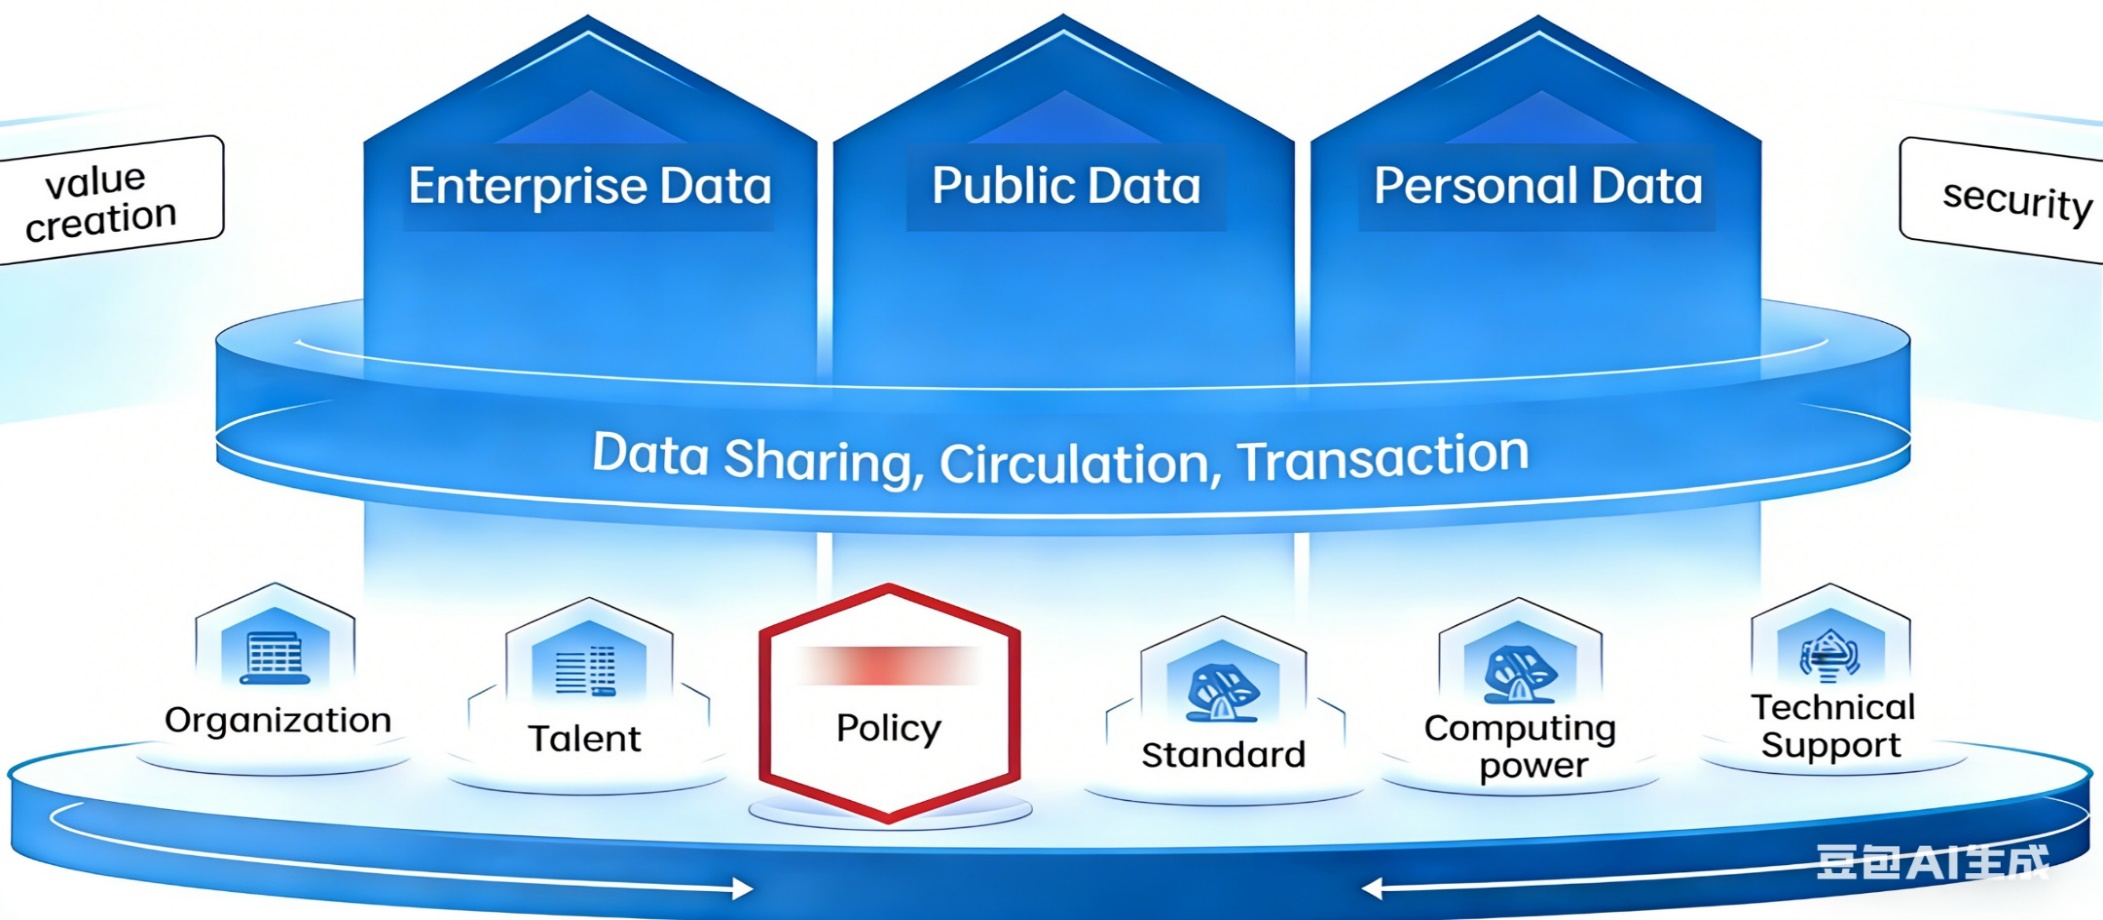 value
creation
Enterprise Data
Public Data
Personal Data
security
Data Sharing, Circulation, Transaction
Organization
Talent
Policy
Standard
Computing
power
Technical
Support
豆包AI生成